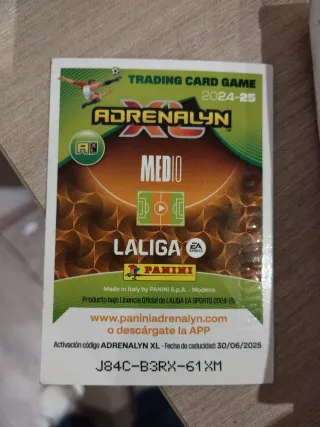 TRADING CARD GAME
2024-25
ADRENALYN
XL
MEDIO
LALIGA
EA
SPORTS
PANINI
Made in Italy by PANINI S.p.A. - Modena
Producto bajo Licencia Oficial de LALIGA EA SPORTS 2024-25
www.paniniadrenalyn.com
o descárgate la APP
Activación código ADRENALYN XL - Fecha de caducidad: 30/06/2025
J84C-B3RX-61XM